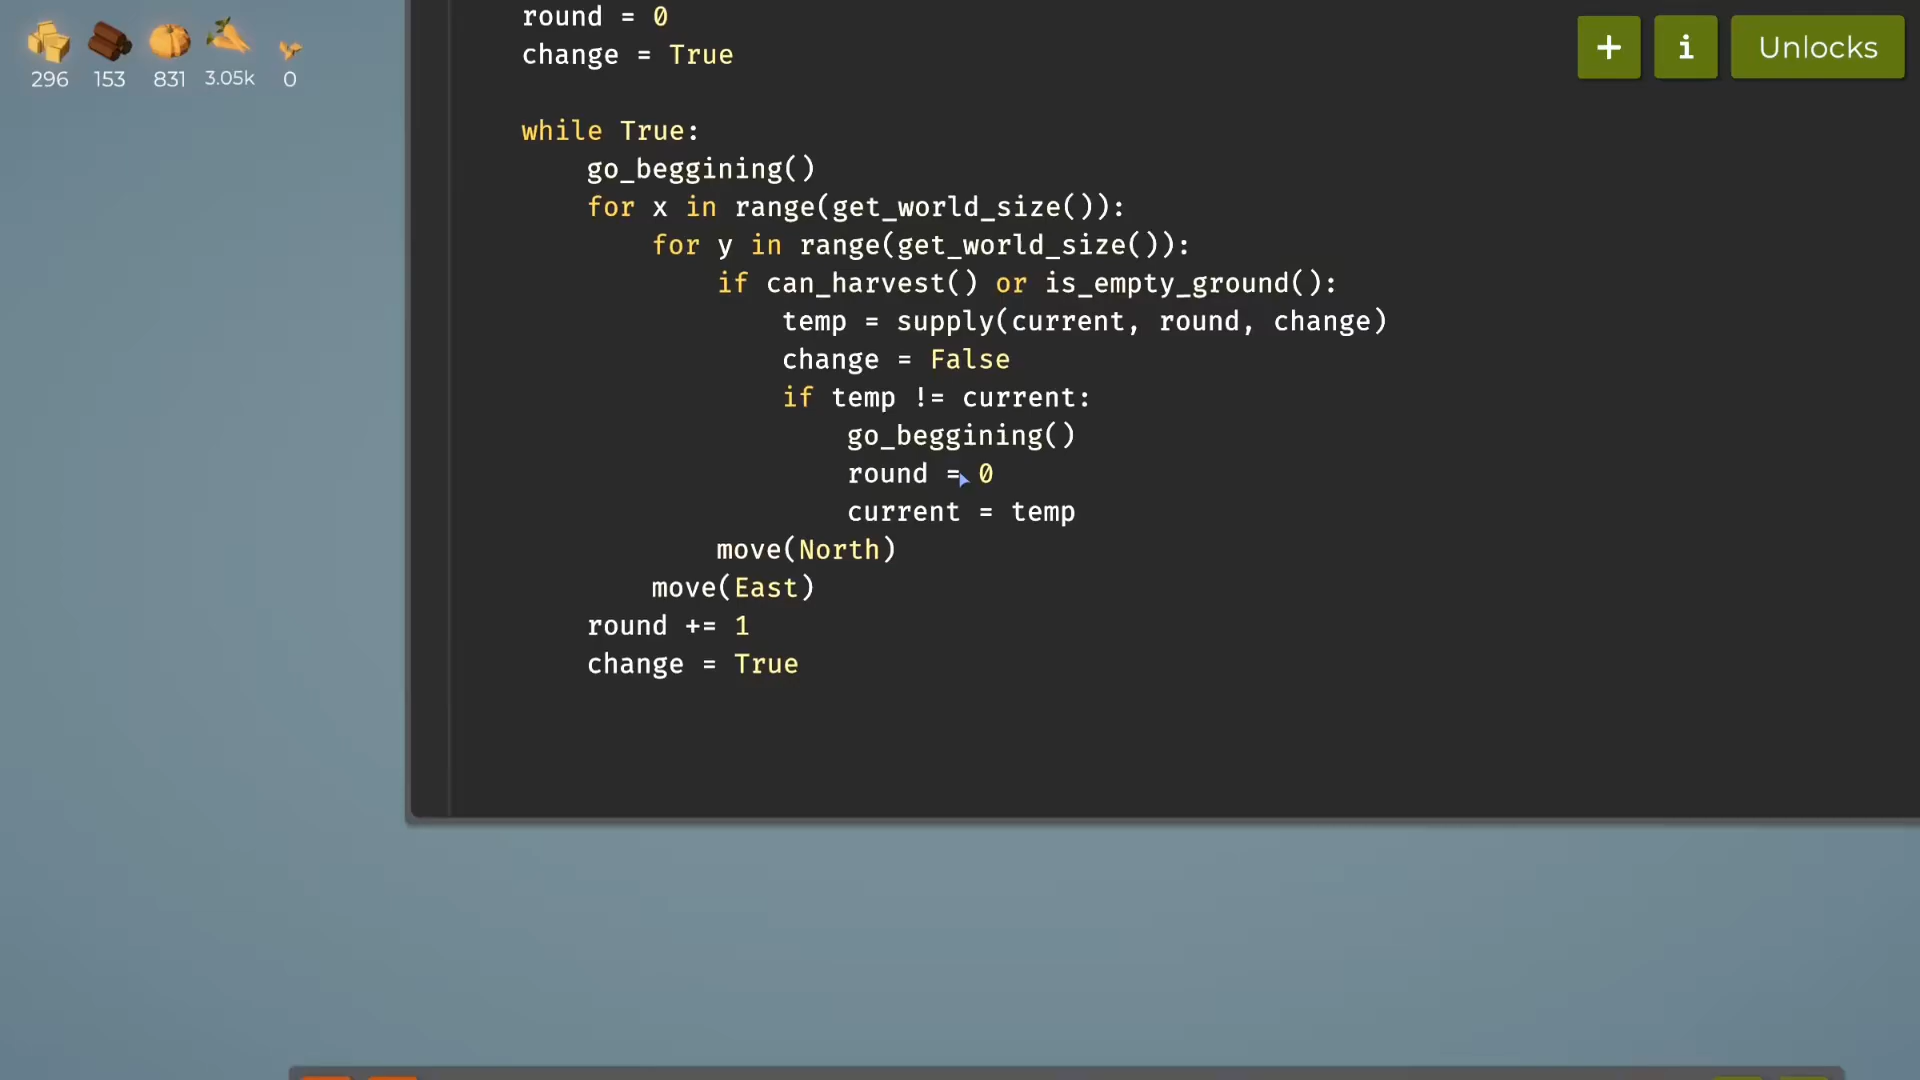 296 153 831 3.05k 0
+ i Unlocks
round = 0
change = True
while True:
go_beggining()
for x in range(get_world_size()):
for y in range(get_world_size()):
if can_harvest() or is_empty_ground():
temp = supply(current, round, change)
change = False
if temp != current:
go_beggining()
round = 0
current = temp
move(North)
move(East)
round += 1
change = True